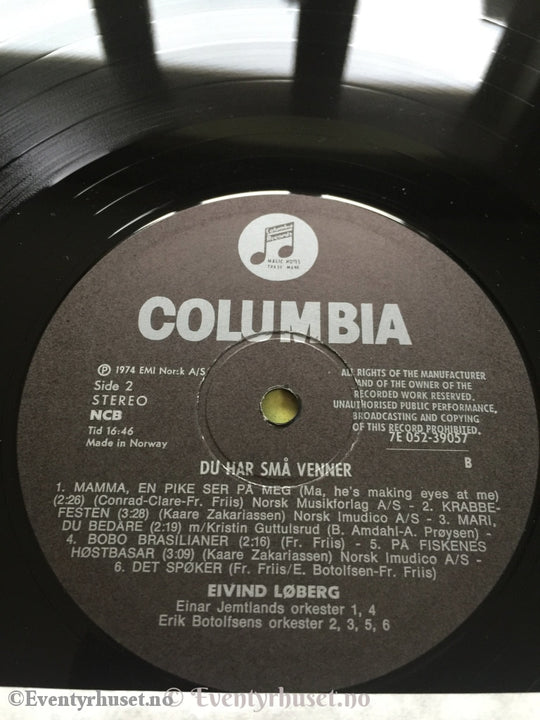 Columbia
Records
MAGIC NOTES
TRADE MARK
COLUMBIA
Ⓟ 1974 EMI Norsk A/S
Side 2
STEREO
NCB
Tid 16:46
Made in Norway
ALL RIGHTS OF THE MANUFACTURER
AND OF THE OWNER OF THE
RECORDED WORK RESERVED.
UNAUTHORISED PUBLIC PERFORMANCE,
BROADCASTING AND COPYING
OF THIS RECORD PROHIBITED.
7E 052-39057
B
DU HAR SMÅ VENNER
1. MAMMA, EN PIKE SER PÅ MEG (Ma, he's making eyes at me)
(2:26) (Conrad-Clare-Fr. Friis) Norsk Musikforlag A/S - 2. KRABBE-
FESTEN (3:28) (Kaare Zakariassen) Norsk Imudico A/S - 3. MARI,
DU BEDÅRE (2:19) m/Kristin Guttulsrud (B. Amdahl-A. Prøysen) -
4. BOBO BRASILIANER (2:16) (Fr. Friis) - 5. PÅ FISKENES
HØSTBASAR (3:09) (Kaare Zakariassen) Norsk Imudico A/S -
6. DET SPØKER (Fr. Friis/E. Botolfsen-Fr. Friis)
EIVIND LØBERG
Einar Jemtlands orkester 1, 4
Erik Botolfsens orkester 2, 3, 5, 6
©Eventyrhuset.no ©Eventyrhuset.no